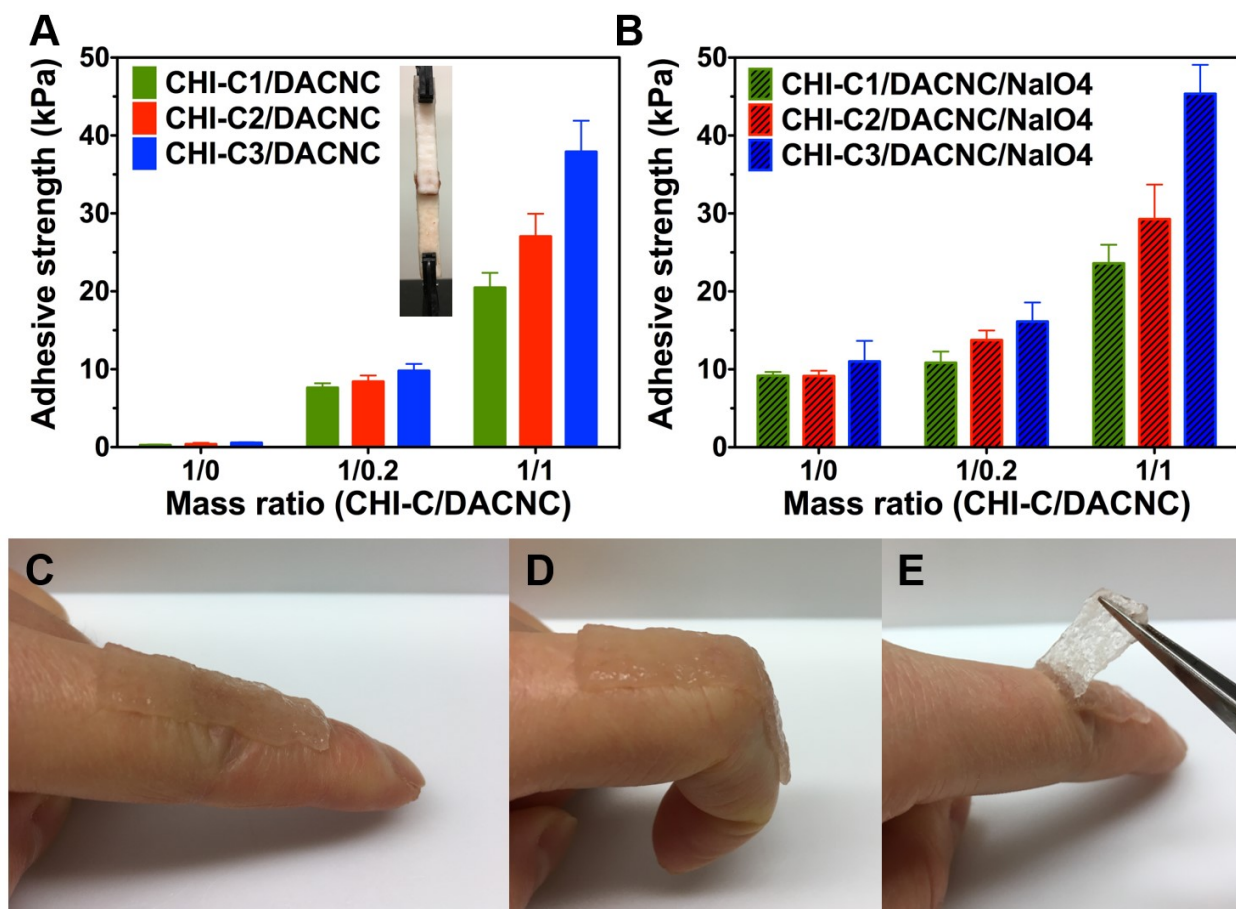 A
Adhesive strength (kPa)
50
40
30
20
10
0
CHI-C1/DACNC
CHI-C2/DACNC
CHI-C3/DACNC
1/0 1/0.2 1/1
Mass ratio (CHI-C/DACNC)
B
Adhesive strength (kPa)
50
40
30
20
10
0
CHI-C1/DACNC/NaIO4
CHI-C2/DACNC/NaIO4
CHI-C3/DACNC/NaIO4
1/0 1/0.2 1/1
Mass ratio (CHI-C/DACNC)
C
D
E